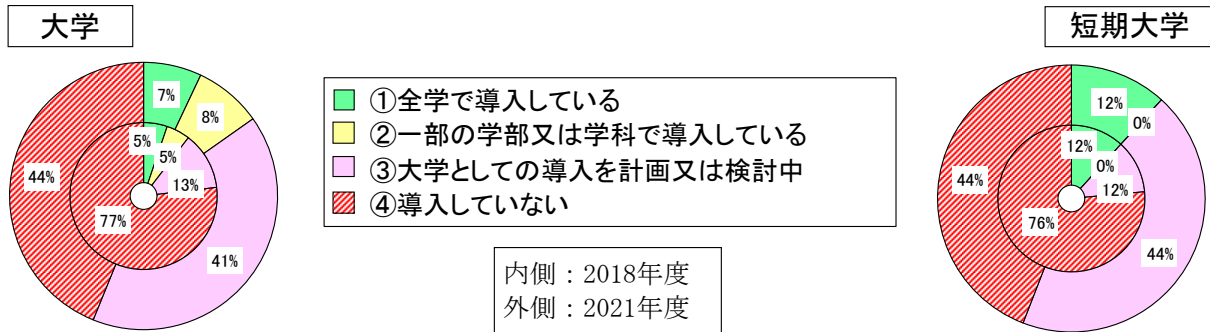 大学
短期大学
7%
8%
41%
44%
5%
5%
13%
77%
①全学で導入している
②一部の学部又は学科で導入している
③大学としての導入を計画又は検討中
④導入していない
内側：2018年度
外側：2021年度
12%
0%
44%
44%
12%
0%
12%
76%